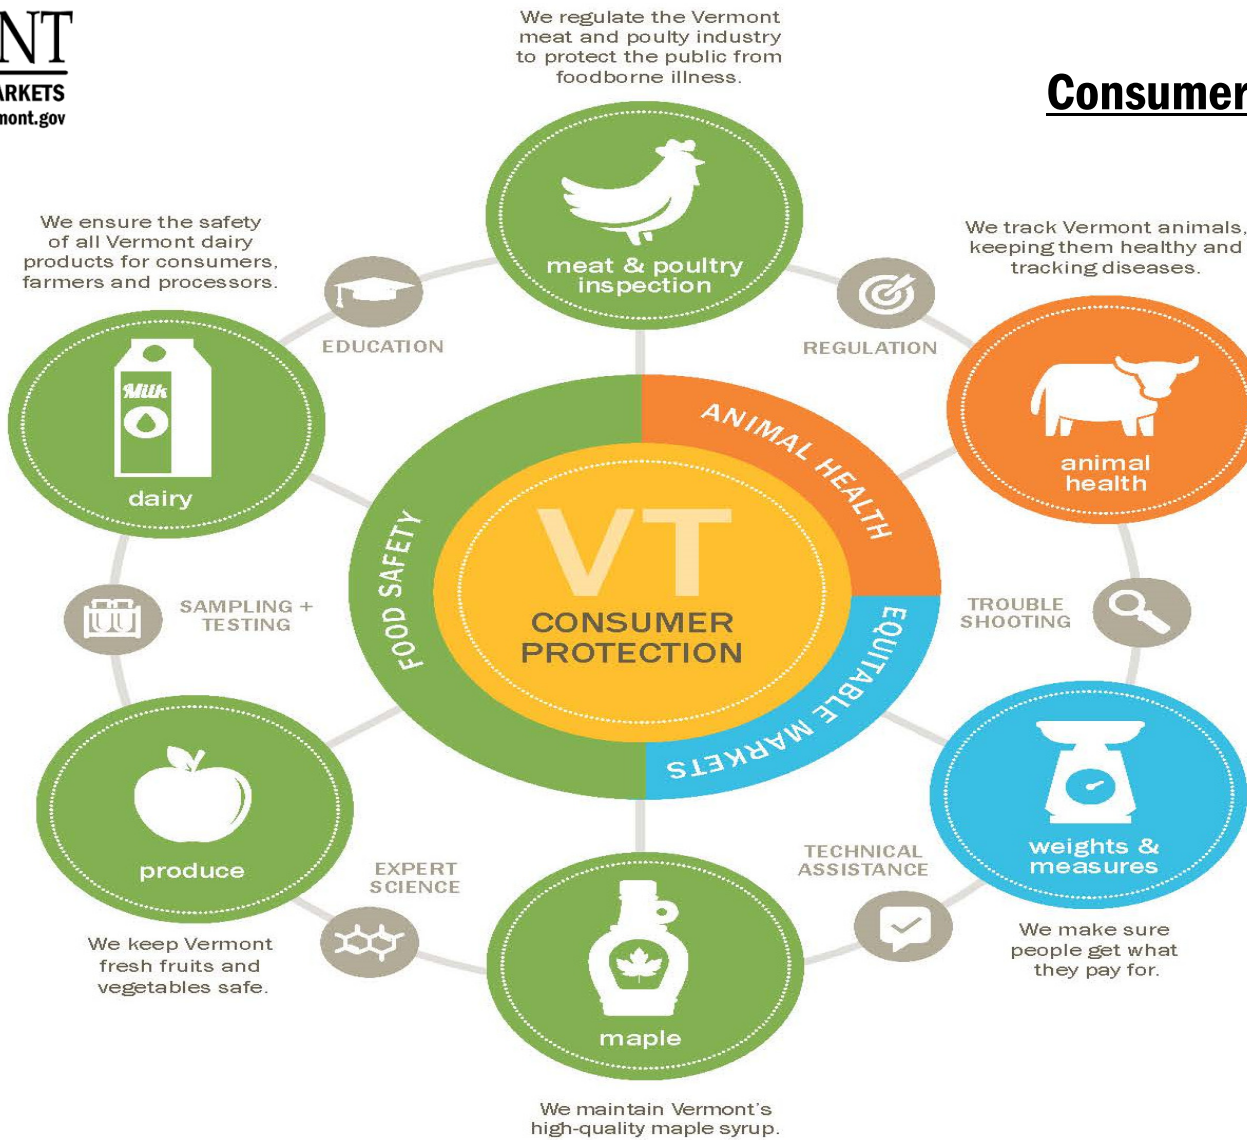 NT
ARKETS
mont.gov
We regulate the Vermont
meat and poulty industry
to protect the public from
foodborne illness.
Consumer
meat & poultry
inspection
We ensure the safety
of all Vermont dairy
products for consumers,
farmers and processors.
EDUCATION
REGULATION
We track Vermont animals,
keeping them healthy and
tracking diseases.
Milk
dairy
animal
health
FOOD SAFETY
ANIMAL HEALTH
EQUITABLE MARKETS
VT
CONSUMER
PROTECTION
SAMPLING +
TESTING
TROUBLE
SHOOTING
produce
We keep Vermont
fresh fruits and
vegetables safe.
EXPERT
SCIENCE
TECHNICAL
ASSISTANCE
weights &
measures
We make sure
people get what
they pay for.
maple
We maintain Vermont's
high-quality maple syrup.